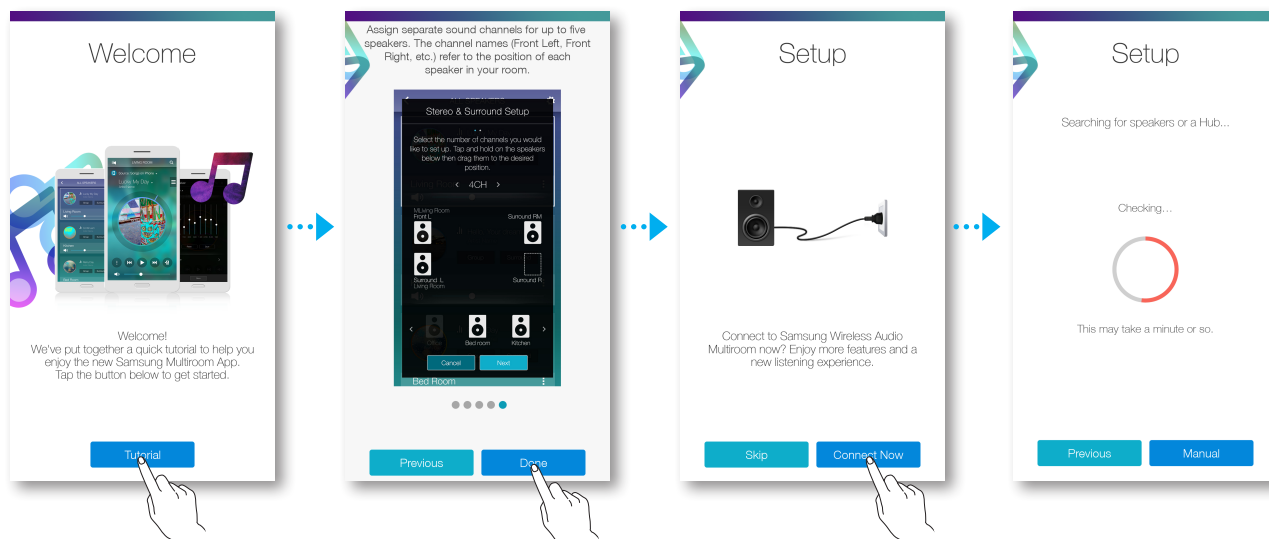 Welcome
LIVING ROOM
Welcome!
We've put together a quick tutorial to help you
enjoy the new Samsung Multiroom App.
Tap the button below to get started.
Tutorial
Assign separate sound channels for up to five
speakers. The channel names (Front Left, Front
Right, etc.) refer to the position of each
speaker in your room.
Stereo & Surround Setup
Select the number of channels you would
like to set up. Tap and hold on the speakers
below then drag them to the desired
position.
< 4CH >
Living Room
Front L
Surround RM
Surround L
Living Room
Surround R
Office
Bed room
Kitchen
Cancel
Next
Bed Room
Previous
Done
Setup
Connect to Samsung Wireless Audio
Multiroom now? Enjoy more features and a
new listening experience.
Skip
Connect Now
Setup
Searching for speakers or a Hub...
Checking...
This may take a minute or so.
Previous
Manual